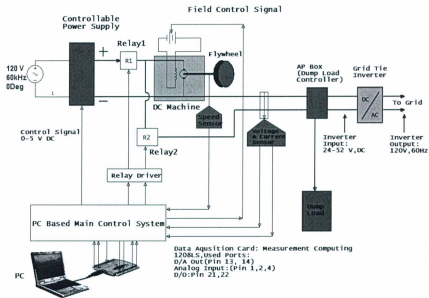 Field Control Signal
Controllable
Power Supply
Relay1
R1
Flywheel
120 V
60kHz
0Deg
1
+
−
DC Machine
AP Box
(Dump Load
Controller)
Grid Tie
Inverter
DC
AC
To Grid
Control Signal
0-5 V DC
R2
Relay2
Speed
Sensor
Voltage
& Current
Sensor
Inverter
Input:
24-52 V,DC
Inverter
Output:
120V,60Hz
Relay Driver
PC Based Main Control System
Dump
Load
PC
Data Aqusition Card: Measurement Computing
1208LS,Used Ports:
D/A Out(Pin 13, 14)
Analog Input:(Pin 1,2,4)
D/O:Pin 21,22